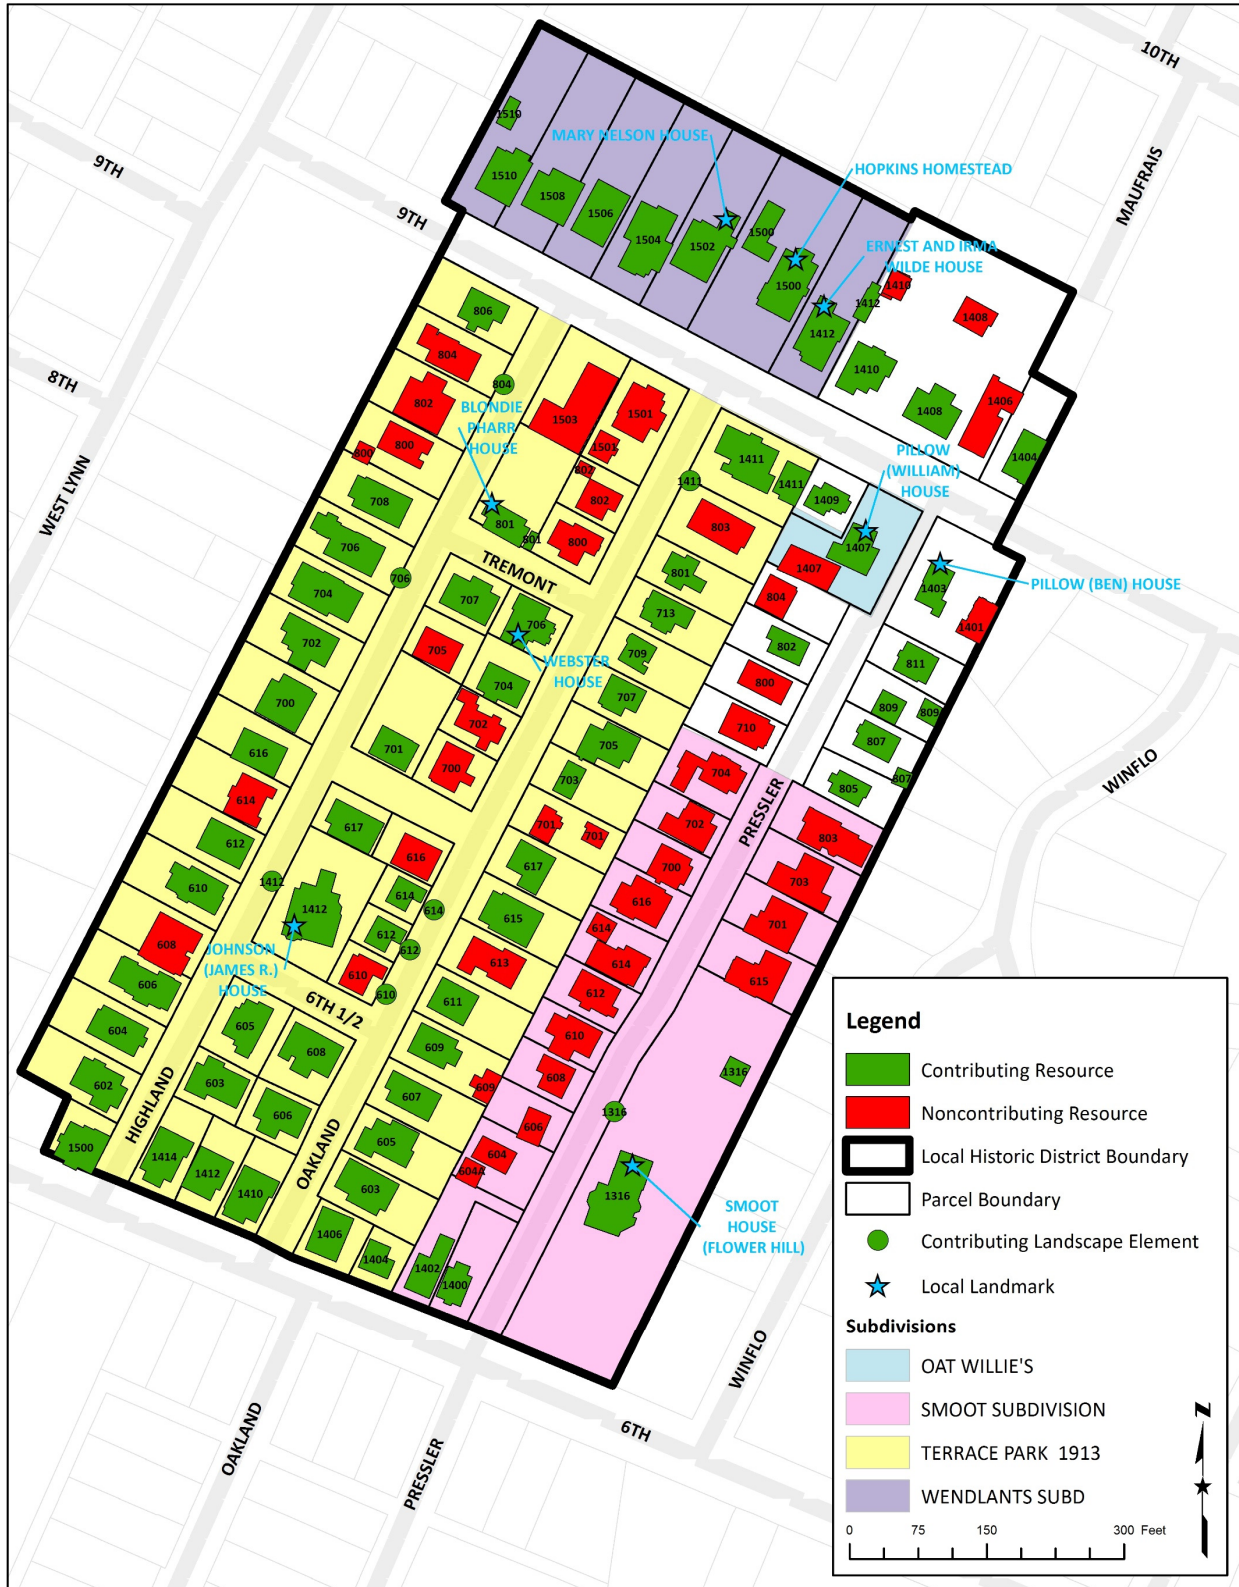 10TH
MAUFRAIS
9TH
9TH
8TH
WEST LYNN
MARY NELSON HOUSE
HOPKINS HOMESTEAD
ERNEST AND IRMA
WILDE HOUSE
1510
1510
1508
1506
1504
1502
1500
1500
1412
1412
1410
1408
1410
1408
1406
1404
806
804
804
802
800
800
BLONDIE
PHARR
HOUSE
1503
1501
1501
802
802
801
801
800
1411
1411
1411
1409
PILLOW
(WILLIAM)
HOUSE
1407
1407
803
801
804
802
800
710
1403
1401
PILLOW (BEN) HOUSE
811
809
809
807
807
805
708
706
706
704
702
700
616
614
612
610
608
606
604
602
1500
TREMONT
707
706
WEBSTER
HOUSE
705
704
702
701
700
713
709
707
705
703
701
701
617
615
613
611
609
609
607
605
603
PRESSLER
WINFLO
704
702
700
616
614
614
612
610
608
606
604
604A
803
703
701
615
617
616
1412
1412
614
614
612
612
610
610
JOHNSON
(JAMES R.)
HOUSE
6TH 1/2
605
608
603
606
HIGHLAND
OAKLAND
1414
1412
1410
1406
1404
1402
1400
1316
1316
1316
SMOOT
HOUSE
(FLOWER HILL)
WINFLO
6TH
OAKLAND
PRESSLER
Legend
Contributing Resource
Noncontributing Resource
Local Historic District Boundary
Parcel Boundary
Contributing Landscape Element
Local Landmark
Subdivisions
OAT WILLIE'S
SMOOT SUBDIVISION
TERRACE PARK 1913
WENDLANTS SUBD
N
0 75 150 300 Feet